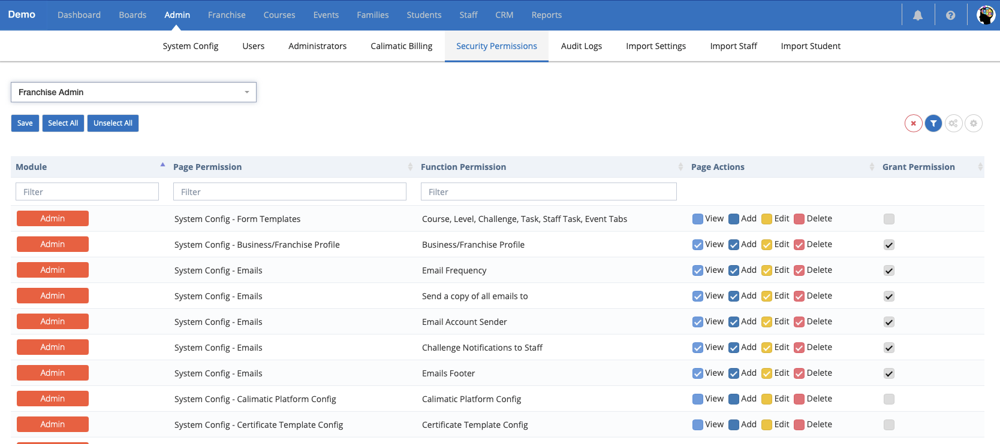 Demo Dashboard Boards Admin Franchise Courses Events Families Students Staff CRM Reports
System Config Users Administrators Calimatic Billing Security Permissions Audit Logs Import Settings Import Staff Import Student
Franchise Admin
Save Select All Unselect All
Module Page Permission Function Permission Page Actions Grant Permission
Filter Filter Filter
Admin System Config - Form Templates Course, Level, Challenge, Task, Staff Task, Event Tabs View Add Edit Delete
Admin System Config - Business/Franchise Profile Business/Franchise Profile View Add Edit Delete
Admin System Config - Emails Email Frequency View Add Edit Delete
Admin System Config - Emails Send a copy of all emails to View Add Edit Delete
Admin System Config - Emails Email Account Sender View Add Edit Delete
Admin System Config - Emails Challenge Notifications to Staff View Add Edit Delete
Admin System Config - Emails Emails Footer View Add Edit Delete
Admin System Config - Calimatic Platform Config Calimatic Platform Config View Add Edit Delete
Admin System Config - Certificate Template Config Certificate Template Config View Add Edit Delete